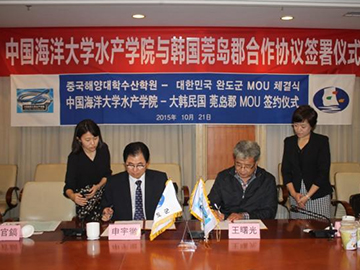 中国海洋大学水产学院与韩国莞岛郡合作协议签署仪式
중국해양대학수산학원 - 대한민국 완도군 MOU 체결식
中国海洋大学水产学院-大韩民国 莞岛郡 MOU 签约仪式
2015年 10月 21日
申宇彻
王曙光